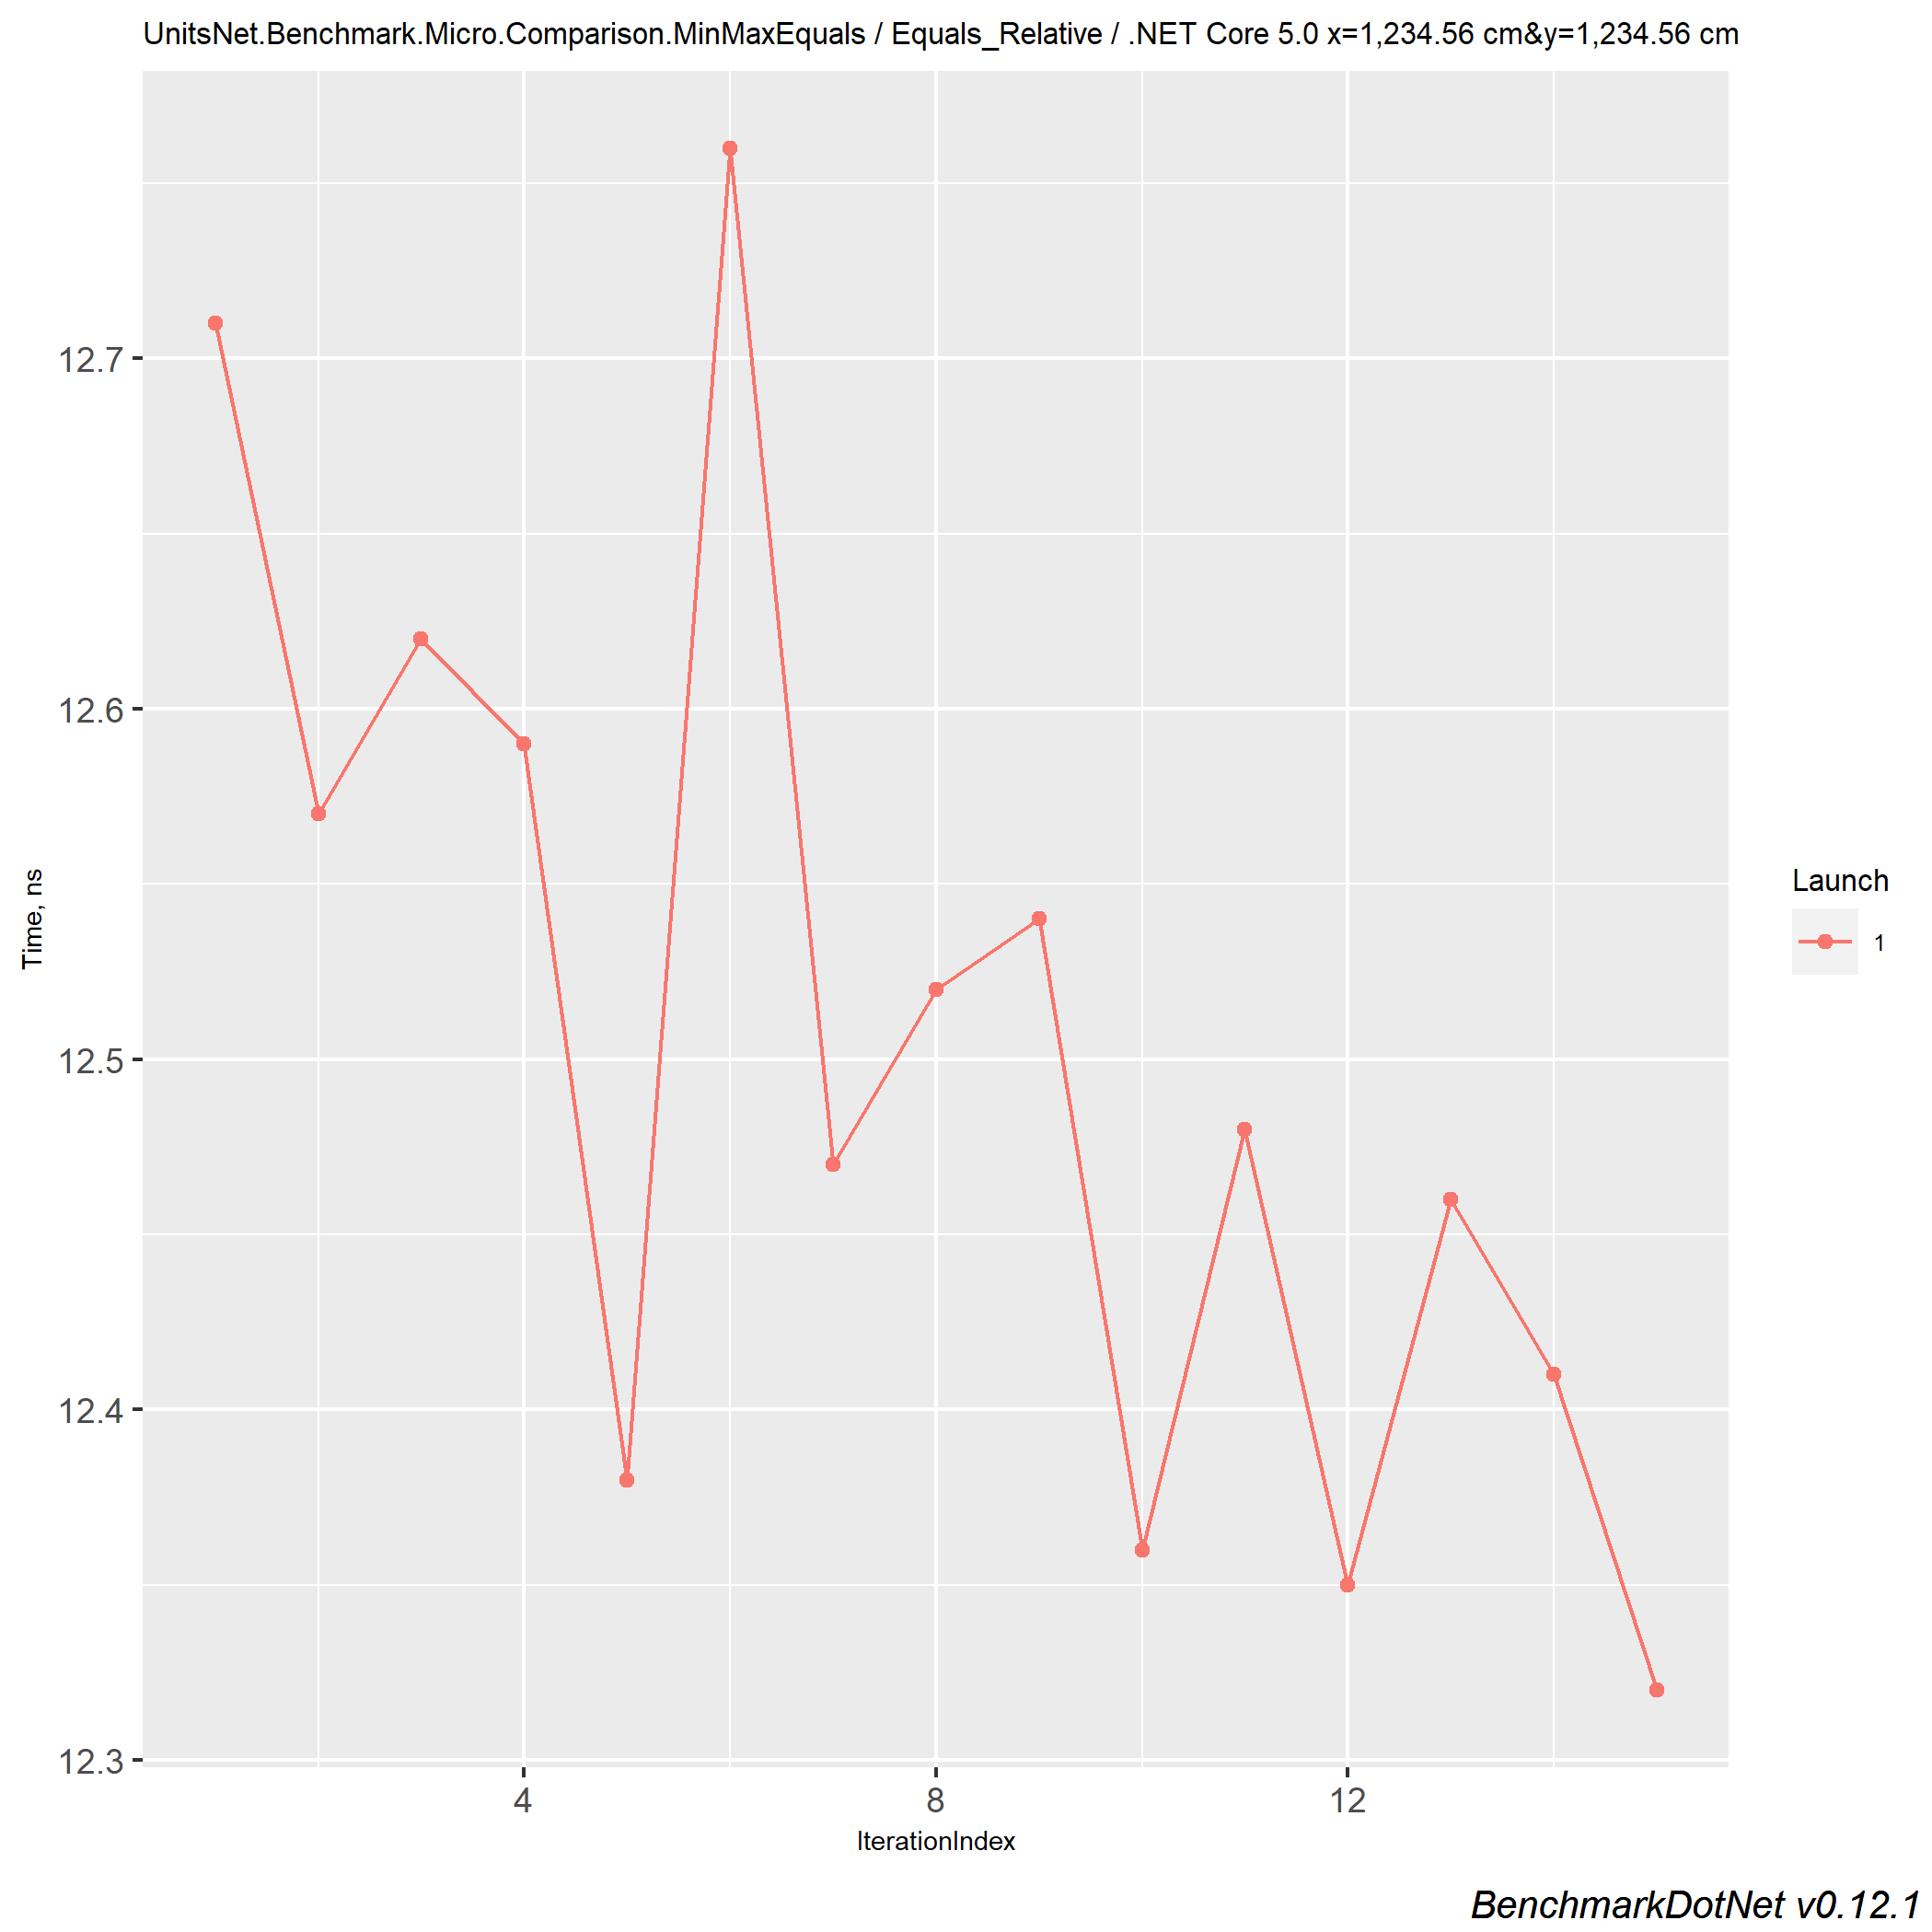 UnitsNet.Benchmark.Micro.Comparison.MinMaxEquals / Equals_Relative / .NET Core 5.0 x=1,234.56 cm&y=1,234.56 cm
12.7
12.6
12.5
12.4
12.3
Time, ns
4
8
12
IterationIndex
Launch
1
BenchmarkDotNet v0.12.1